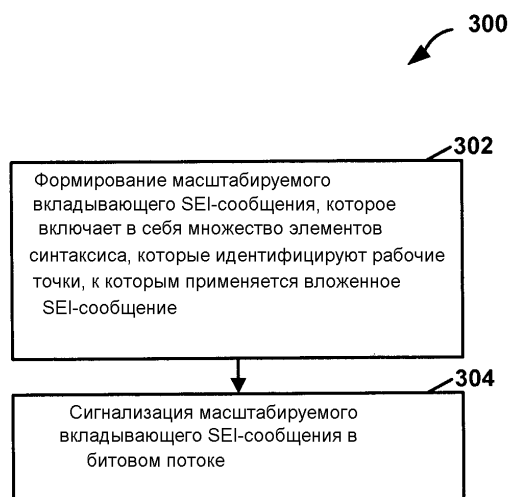 300
302
Формирование масштабируемого
вкладывающего SEI-сообщения, которое
включает в себя множество элементов
синтаксиса, которые идентифицируют рабочие
точки, к которым применяется вложенное
SEI-сообщение
304
Сигнализация масштабируемого
вкладывающего SEI-сообщения в
битовом потоке